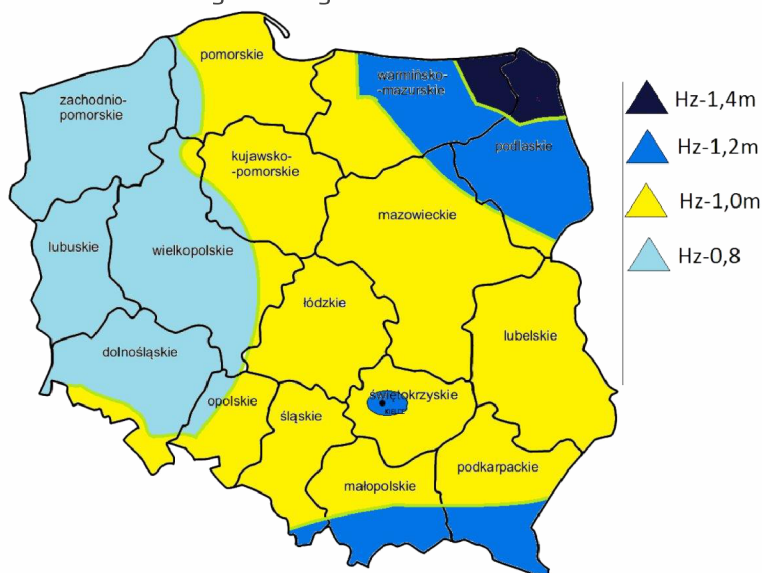 pomorskie
warmińsko-
-mazurskie
zachodnio-
pomorskie
podlaskie
kujawsko-
-pomorskie
mazowieckie
lubuskie
wielkopolskie
łódzkie
lubelskie
dolnośląskie
opolskie
śląskie
świętokrzyskie
małopolskie
podkarpackie
Hz-1,4m
Hz-1,2m
Hz-1,0m
Hz-0,8